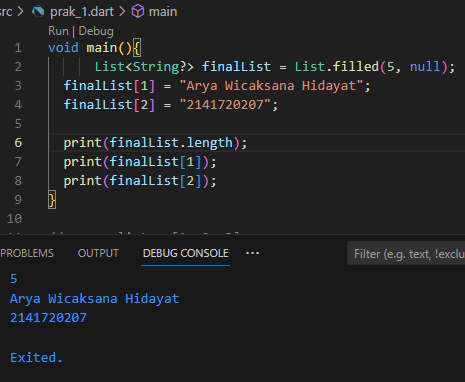 src > prak_1.dart > main
Run | Debug
1 void main(){
2 List<String?> finalList = List.filled(5, null);
3 finalList[1] = "Arya Wicaksana Hidayat";
4 finalList[2] = "2141720207";
5
6 print(finalList.length);
7 print(finalList[1]);
8 print(finalList[2]);
9 }
10
PROBLEMS OUTPUT DEBUG CONSOLE ··· Filter (e.g. text, !exclu
5
Arya Wicaksana Hidayat
2141720207
Exited.